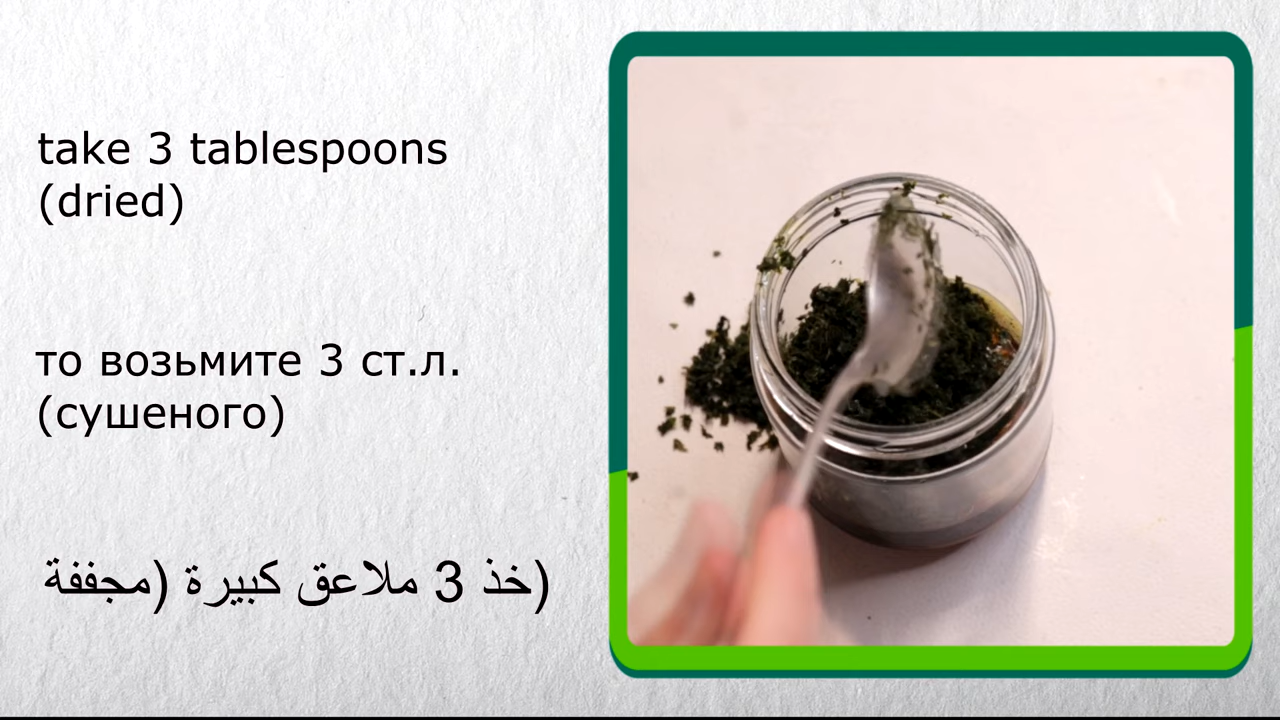 take 3 tablespoons
(dried)
то возьмите 3 ст.л.
(сушеного)
خذ 3 ملاعق كبيرة (مجففة)